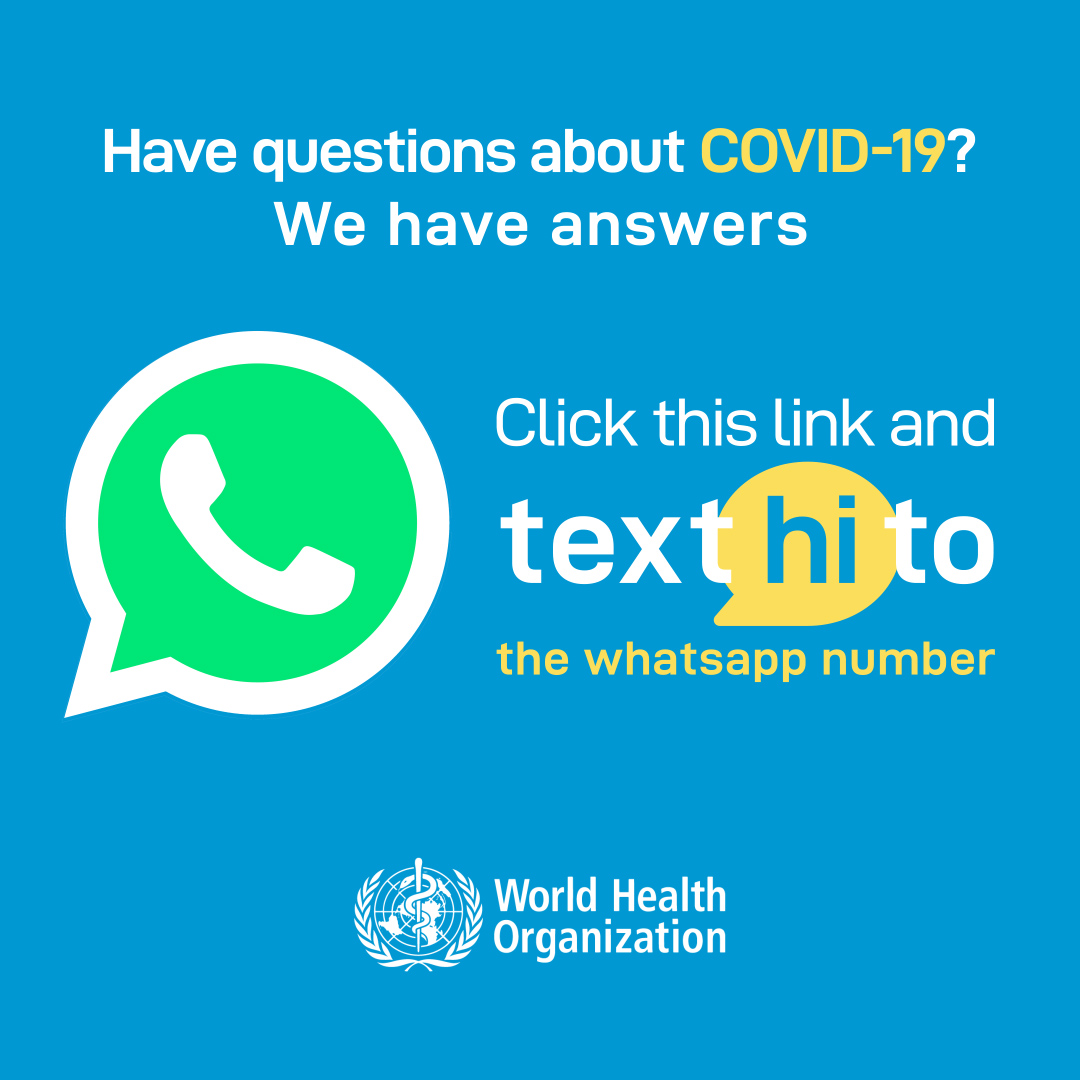 Have questions about COVID-19?
We have answers
Click this link and
text hi to
the whatsapp number
World Health
Organization